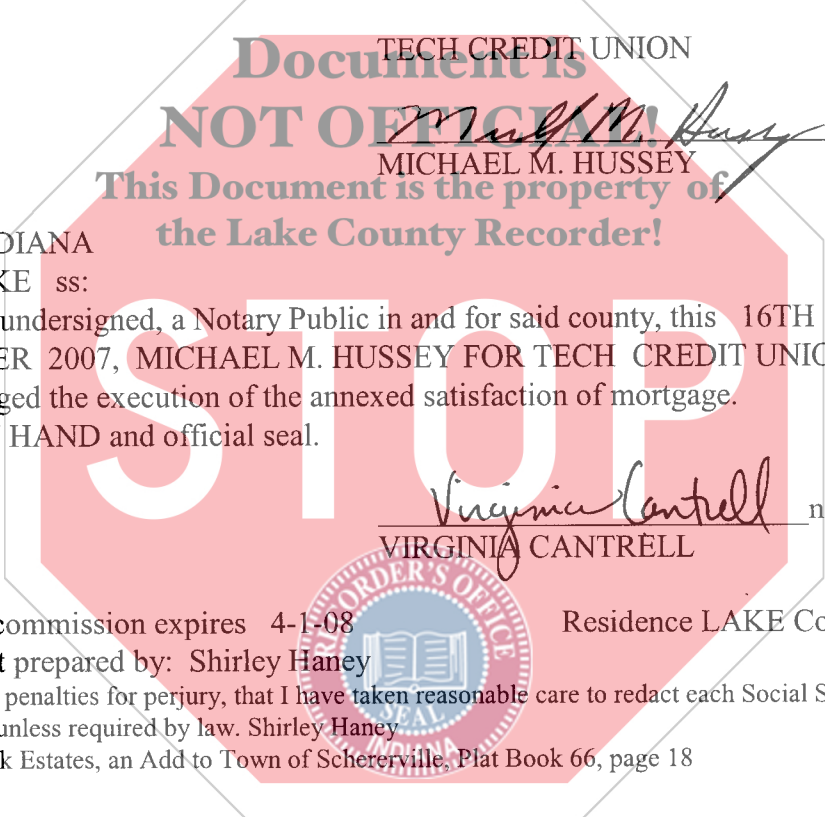 TECH CREDIT UNION
Document is
NOT OFFICIAL!
Michael M. Hussey
MICHAEL M. HUSSEY
This Document is the property of
the Lake County Recorder!
DIANA
KE ss:
undersigned, a Notary Public in and for said county, this 16TH
ER 2007, MICHAEL M. HUSSEY FOR TECH CREDIT UNIO
ged the execution of the annexed satisfaction of mortgage.
HAND and official seal.
STOP
Virginia Cantrell n
VIRGINIA CANTRELL
RECORDER'S OFFICE
SEAL
INDIANA
commission expires 4-1-08 Residence LAKE Co
t prepared by: Shirley Haney
penalties for perjury, that I have taken reasonable care to redact each Social S
unless required by law. Shirley Haney
k Estates, an Add to Town of Schererville, Plat Book 66, page 18